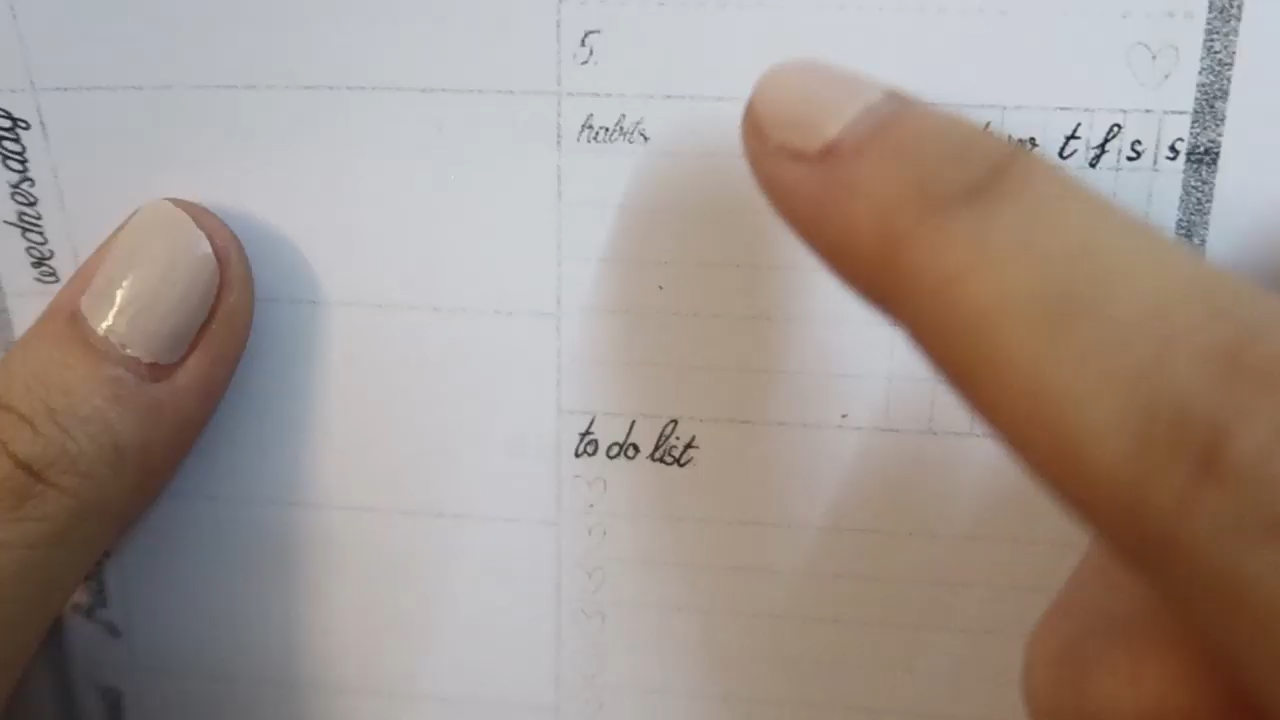 5.
wednesday
habits
t f s s
to do list